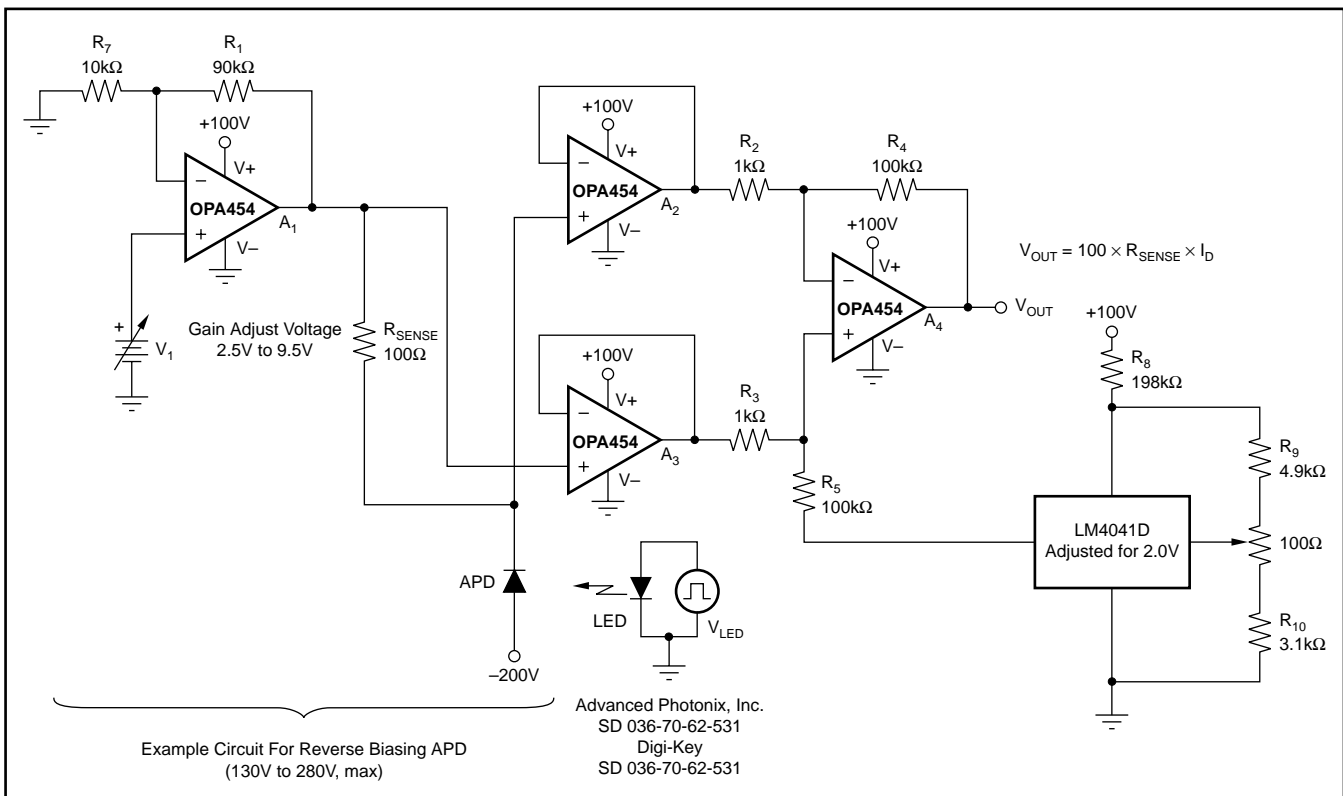 R7
10kΩ
R1
90kΩ
+100V
V+
−
OPA454
+
A1
V−
+
V1
Gain Adjust Voltage
2.5V to 9.5V
RSENSE
100Ω
+100V
V+
−
OPA454
+
A2
V−
R2
1kΩ
R4
100kΩ
+100V
V+
−
OPA454
+
A4
V−
VOUT
VOUT = 100 × RSENSE × ID
+100V
V+
−
OPA454
+
A3
V−
R3
1kΩ
R5
100kΩ
+100V
R8
198kΩ
R9
4.9kΩ
LM4041D
Adjusted for 2.0V
100Ω
R10
3.1kΩ
APD
−200V
LED
VLED
Advanced Photonix, Inc.
SD 036-70-62-531
Digi-Key
SD 036-70-62-531
Example Circuit For Reverse Biasing APD
(130V to 280V, max)